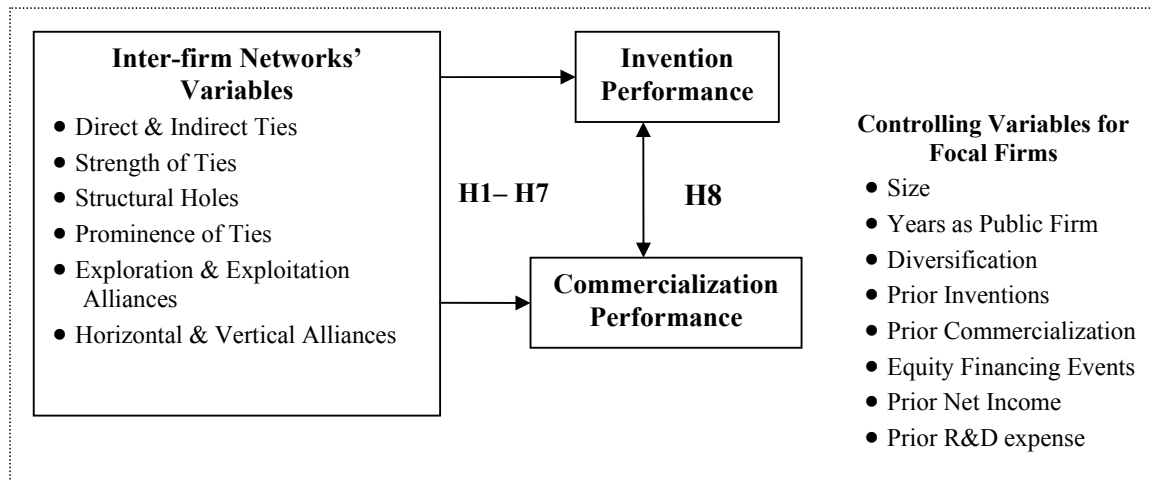 Inter-firm Networks’
Variables
● Direct & Indirect Ties
● Strength of Ties
● Structural Holes
● Prominence of Ties
● Exploration & Exploitation
Alliances
● Horizontal & Vertical Alliances
H1– H7
Invention
Performance
H8
Commercialization
Performance
Controlling Variables for
Focal Firms
● Size
● Years as Public Firm
● Diversification
● Prior Inventions
● Prior Commercialization
● Equity Financing Events
● Prior Net Income
● Prior R&D expense